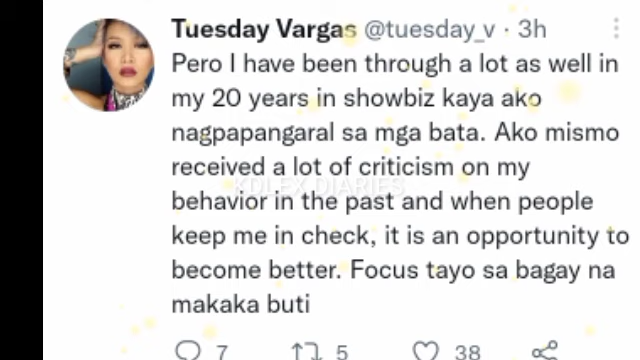 Tuesday Vargas @tuesday_v · 3h
Pero I have been through a lot as well in
my 20 years in showbiz kaya ako
nagpapangaral sa mga bata. Ako mismo
received a lot of criticism on my
KDLEX DIARIES
behavior in the past and when people
keep me in check, it is an opportunity to
become better. Focus tayo sa bagay na
makaka buti
7 5 38